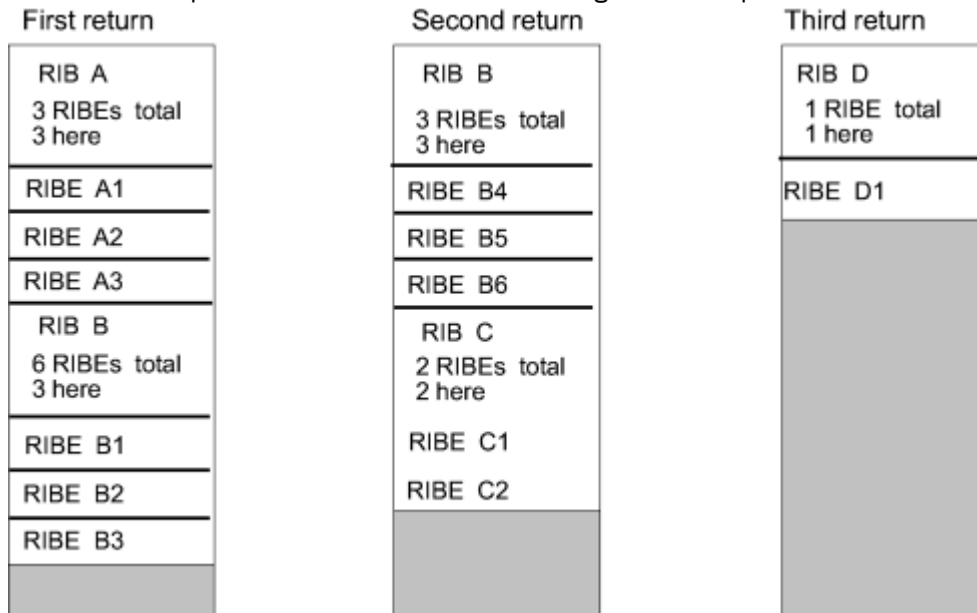 First return
RIB A
3 RIBEs total
3 here
RIBE A1
RIBE A2
RIBE A3
RIB B
6 RIBEs total
3 here
RIBE B1
RIBE B2
RIBE B3
Second return
RIB B
3 RIBEs total
3 here
RIBE B4
RIBE B5
RIBE B6
RIB C
2 RIBEs total
2 here
RIBE C1
RIBE C2
Third return
RIB D
1 RIBE total
1 here
RIBE D1